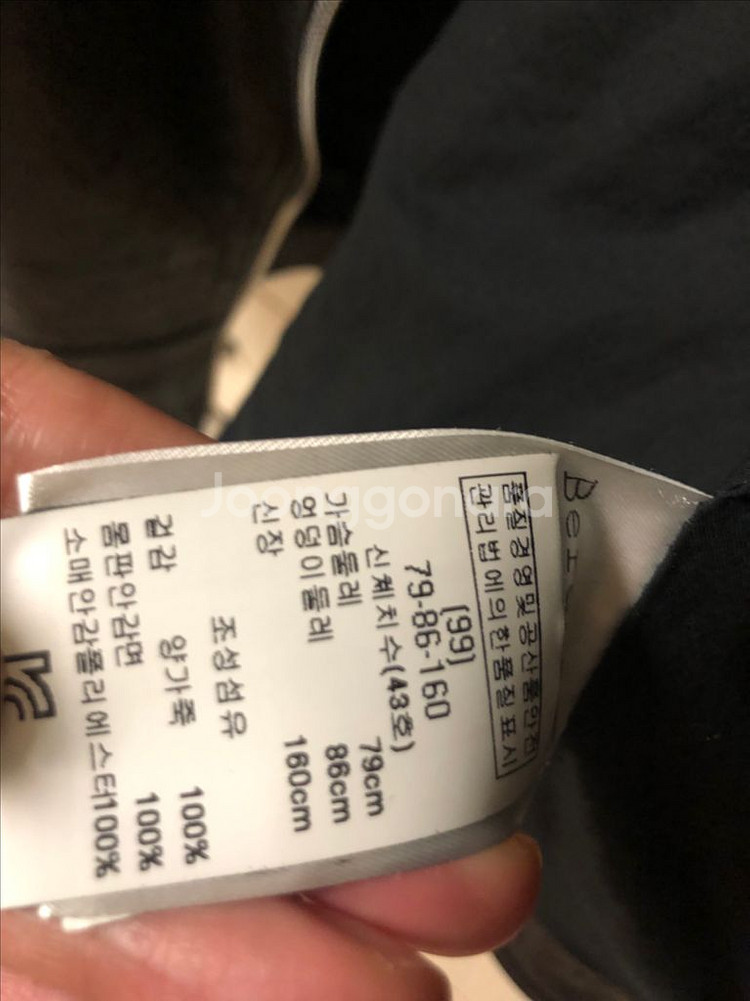 품질경영및공산품안전
관리법에의한품질표시
(99)
79-86-160
신체치수(43호)
가슴둘레 79cm
엉덩이둘레 86cm
신장 160cm
조성섬유
겉감 양가죽 100%
몸판안감면 100%
소매안감폴리에스터100%
Joonggonara